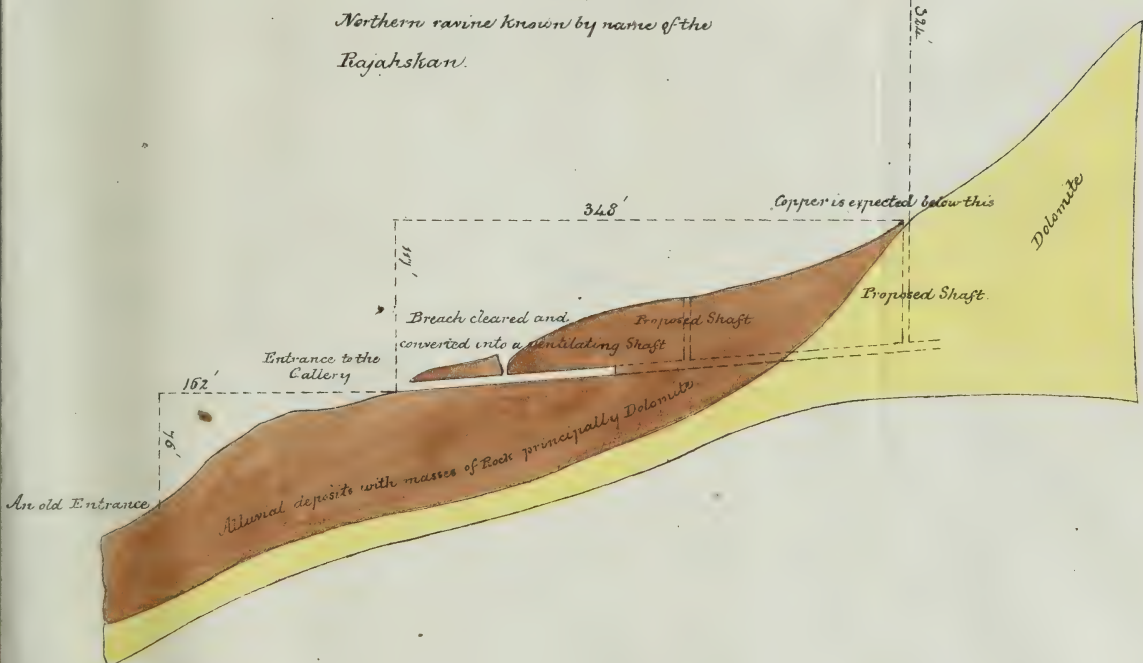 Northern ravine known by name of the
Rajahskan.
324'
348'
Copper is expected below this
Dolomite
117'
Proposed Shaft.
Breach cleared and
converted into a ventilating Shaft
Proposed Shaft
Entrance to the
Gallery
162'
76'
An old Entrance
Alluvial deposits with masses of Rock principally Dolomite